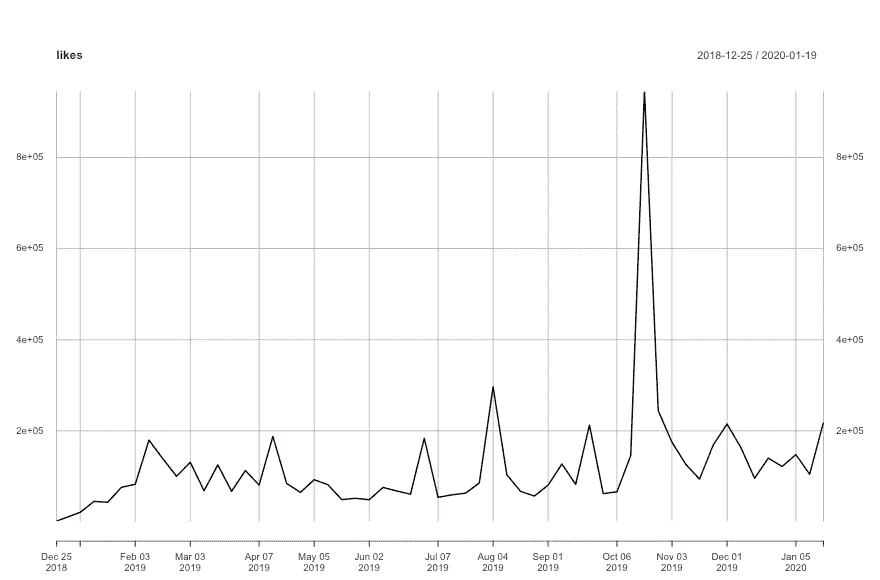 likes 2018-12-25 / 2020-01-19
8e+05 8e+05
6e+05 6e+05
4e+05 4e+05
2e+05 2e+05
Dec 25 Feb 03 Mar 03 Apr 07 May 05 Jun 02 Jul 07 Aug 04 Sep 01 Oct 06 Nov 03 Dec 01 Jan 05
2018 2019 2019 2019 2019 2019 2019 2019 2019 2019 2019 2019 2020